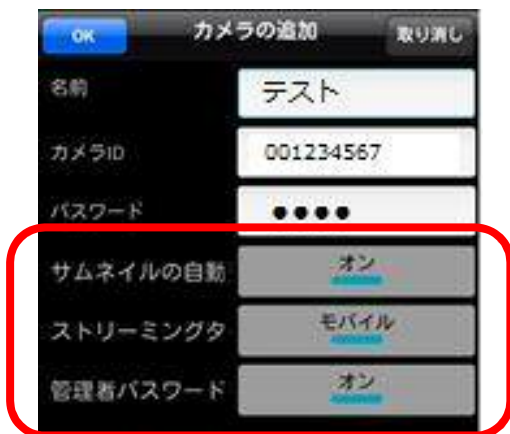 OK カメラの追加 取り消し
名前 テスト
カメラID 001234567
パスワード ●●●●
サムネイルの自動 オン
ストリーミングタ モバイル
管理者パスワード オン